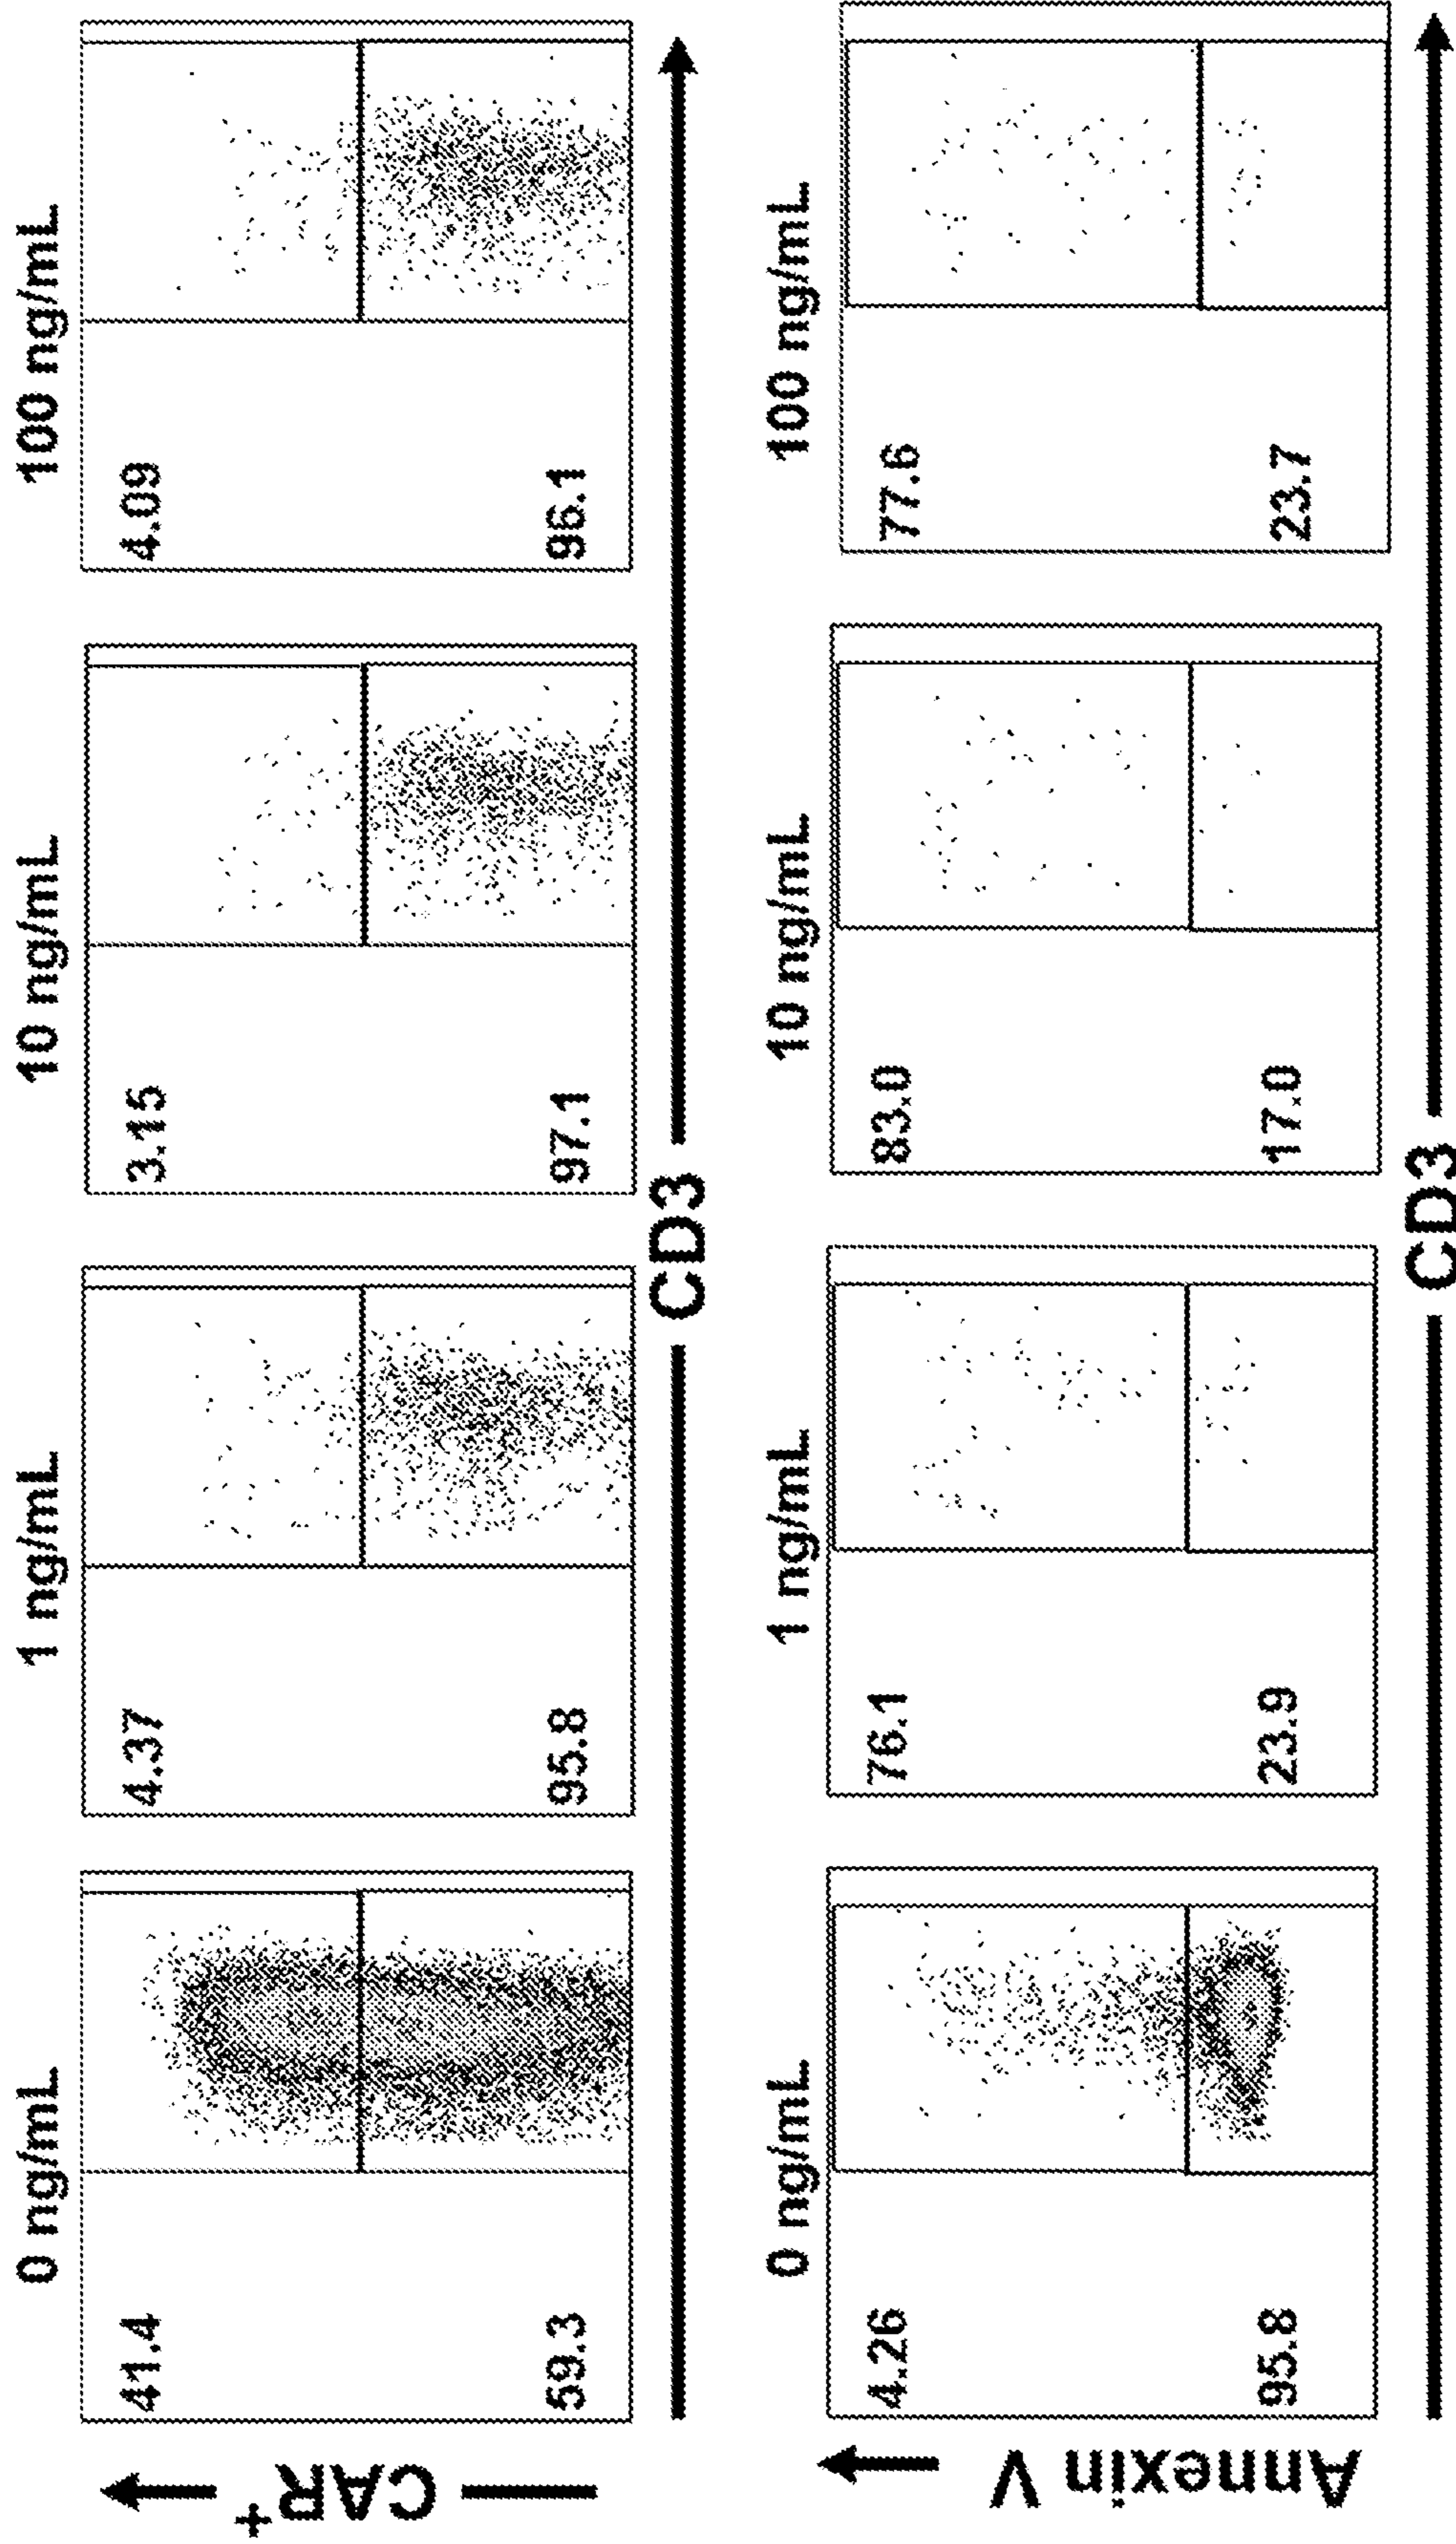 0 ng/mL 1 ng/mL 10 ng/mL 100 ng/mL
41.4 4.37 3.15 4.09
CAR+
59.3 95.8 97.1 96.1
CD3
0 ng/mL 1 ng/mL 10 ng/mL 100 ng/mL
4.26 76.1 83.0 77.6
Annexin V
95.8 23.9 17.0 23.7
CD3